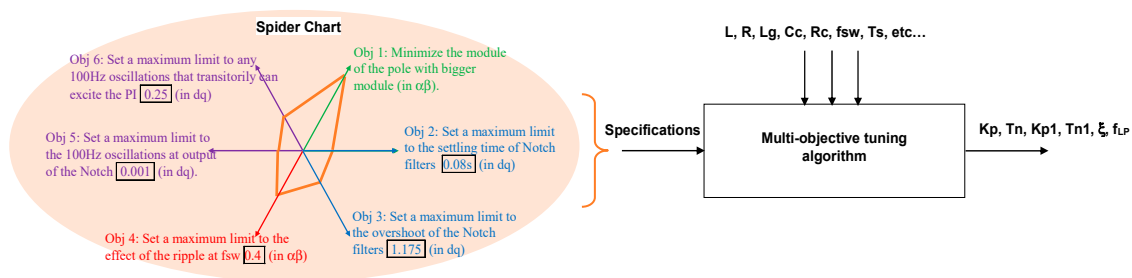 Spider Chart
Obj 6: Set a maximum limit to any
100Hz oscillations that transitorily can
excite the PI 0.25 (in dq)
Obj 1: Minimize the module
of the pole with bigger
module (in αβ).
Obj 5: Set a maximum limit to
the 100Hz oscillations at output
of the Notch 0.001 (in dq).
Obj 2: Set a maximum limit
to the settling time of Notch
filters 0.08s (in dq)
Obj 4: Set a maximum limit to the
effect of the ripple at fsw 0.4 (in αβ)
Obj 3: Set a maximum limit to
the overshoot of the Notch
filters 1.175 (in dq)
Specifications
L, R, Lg, Cc, Rc, fsw, Ts, etc…
Multi-objective tuning
algorithm
Kp, Tn, Kp1, Tn1, ξ, fLP